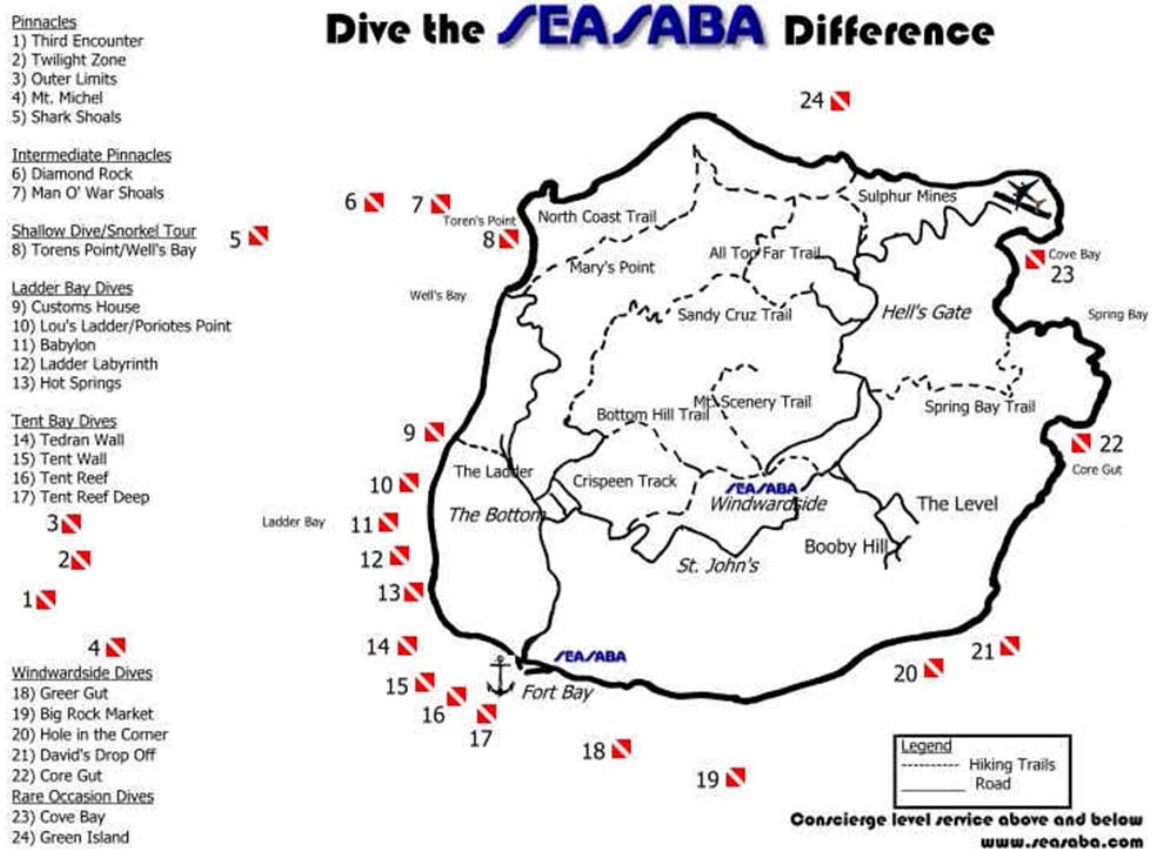 Dive the SEA SABA Difference
Pinnacles
1) Third Encounter
2) Twilight Zone
3) Outer Limits
4) Mt. Michel
5) Shark Shoals
Intermediate Pinnacles
6) Diamond Rock
7) Man O' War Shoals
Shallow Dive/Snorkel Tour
8) Torens Point/Well's Bay
Ladder Bay Dives
9) Customs House
10) Lou's Ladder/Poriotes Point
11) Babylon
12) Ladder Labyrinth
13) Hot Springs
Tent Bay Dives
14) Tedran Wall
15) Tent Wall
16) Tent Reef
17) Tent Reef Deep
3
2
1
4
Windwardside Dives
18) Greer Gut
19) Big Rock Market
20) Hole in the Corner
21) David's Drop Off
22) Core Gut
Rare Occasion Dives
23) Cove Bay
24) Green Island
24
Sulphur Mines
6
7
Toren's Point
North Coast Trail
5
8
All Too Far Trail
Cove Bay
23
Mary's Point
Well's Bay
Sandy Cruz Trail
Hell's Gate
Spring Bay
Mt. Scenery Trail
Bottom Hill Trail
Spring Bay Trail
9
22
Core Gut
The Ladder
10
Crispeen Track
SEA SABA
Windwardside
The Level
The Bottom
Ladder Bay
11
Booby Hill
12
St. John's
13
14
SEA SABA
21
20
15
Fort Bay
16
17
18
19
Legend
Hiking Trails
Road
Conscierge level service above and below
www.seasaba.com